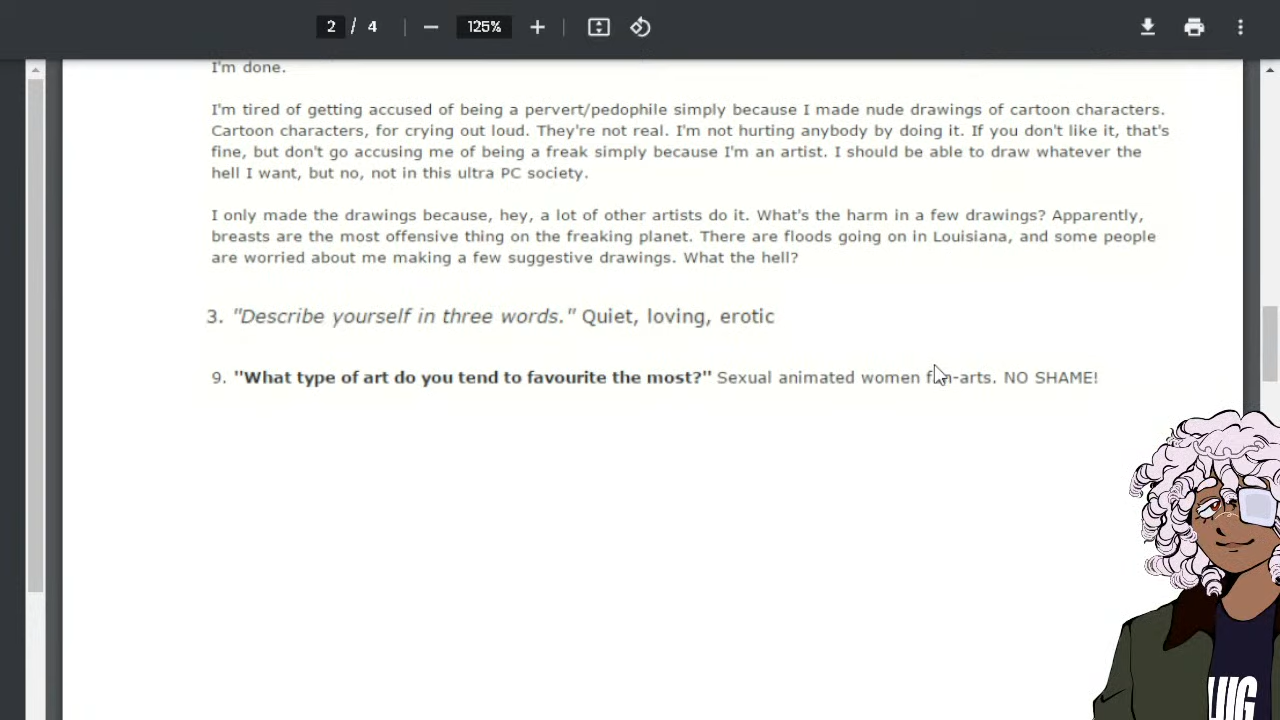 2 / 4 125%
I'm done.
I'm tired of getting accused of being a pervert/pedophile simply because I made nude drawings of cartoon characters.
Cartoon characters, for crying out loud. They're not real. I'm not hurting anybody by doing it. If you don't like it, that's
fine, but don't go accusing me of being a freak simply because I'm an artist. I should be able to draw whatever the
hell I want, but no, not in this ultra PC society.
I only made the drawings because, hey, a lot of other artists do it. What's the harm in a few drawings? Apparently,
breasts are the most offensive thing on the freaking planet. There are floods going on in Louisiana, and some people
are worried about me making a few suggestive drawings. What the hell?
3. "Describe yourself in three words." Quiet, loving, erotic
9. "What type of art do you tend to favourite the most?" Sexual animated women fan-arts. NO SHAME!